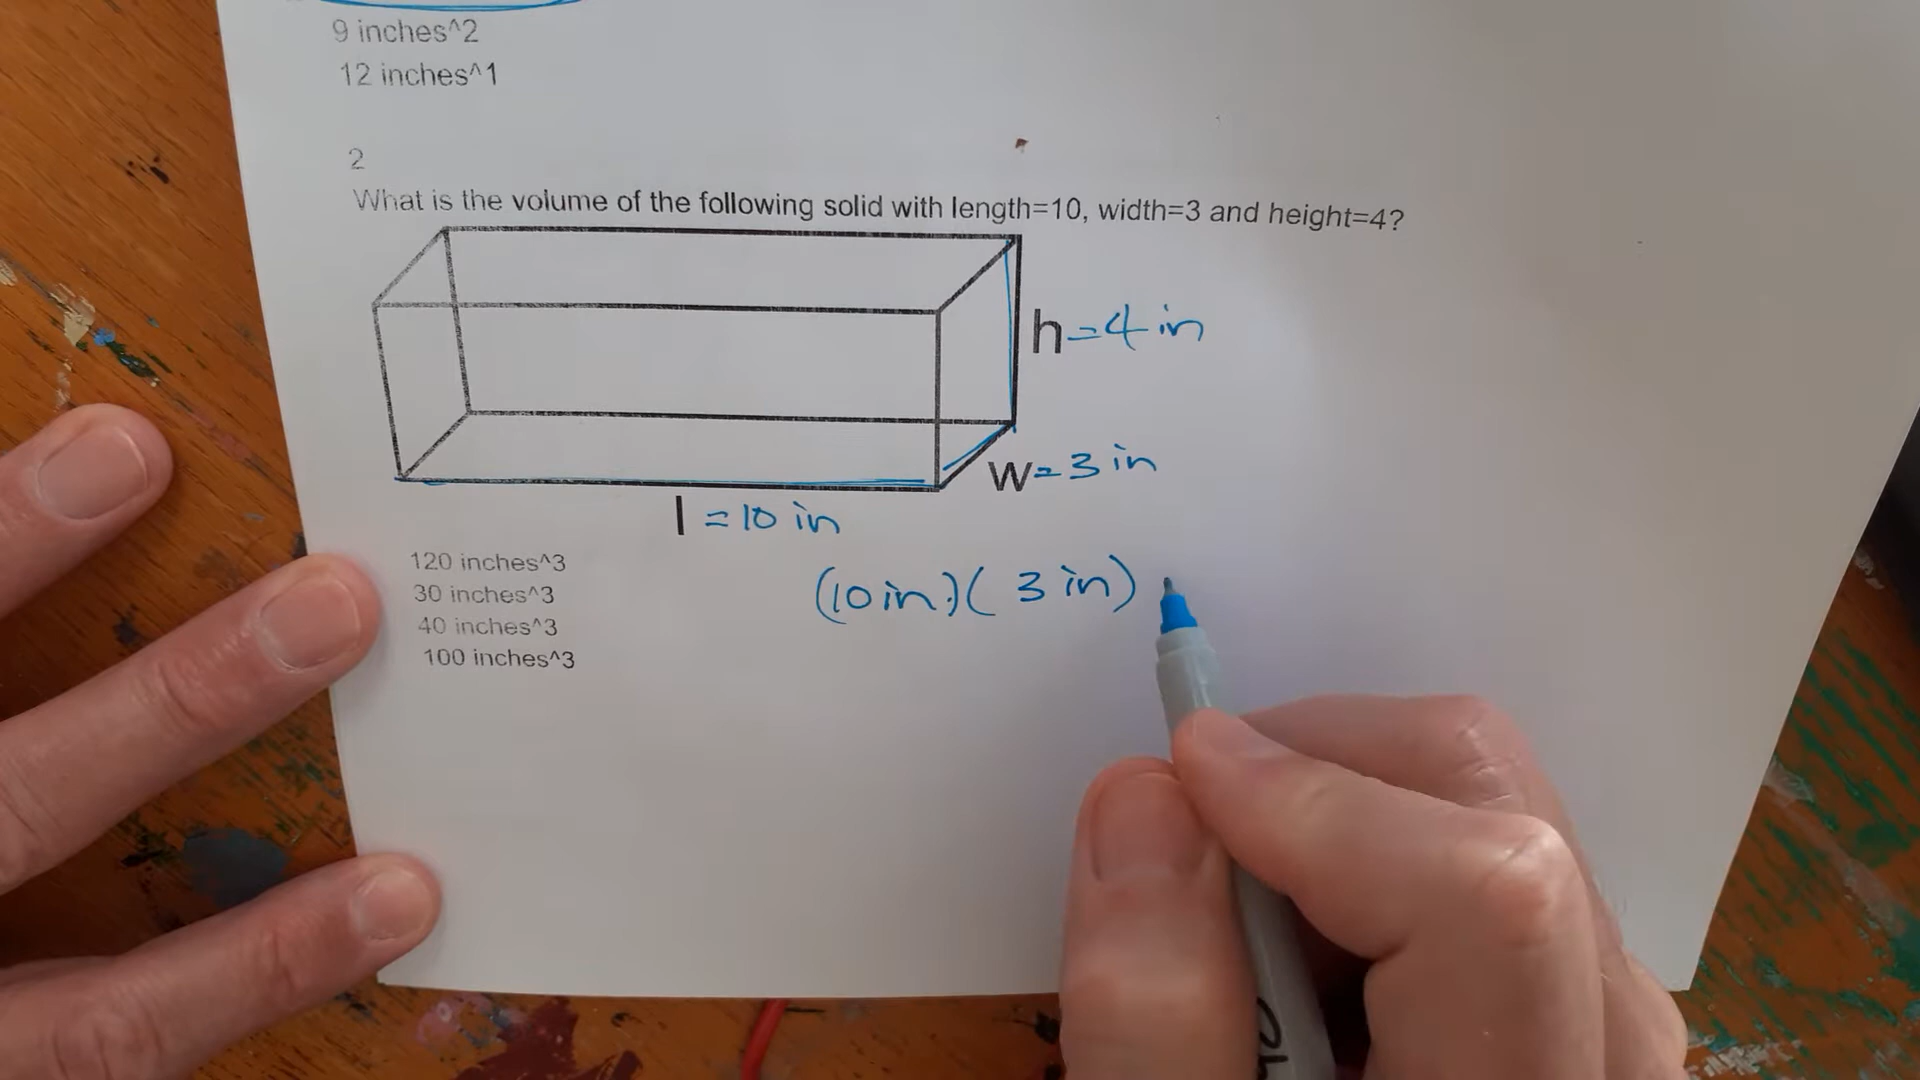 9 inches^2
12 inches^1
2
What is the volume of the following solid with length=10, width=3 and height=4?
h=4 in
w=3 in
l = 10 in
120 inches^3
30 inches^3
40 inches^3
100 inches^3
(10 in.)( 3 in)